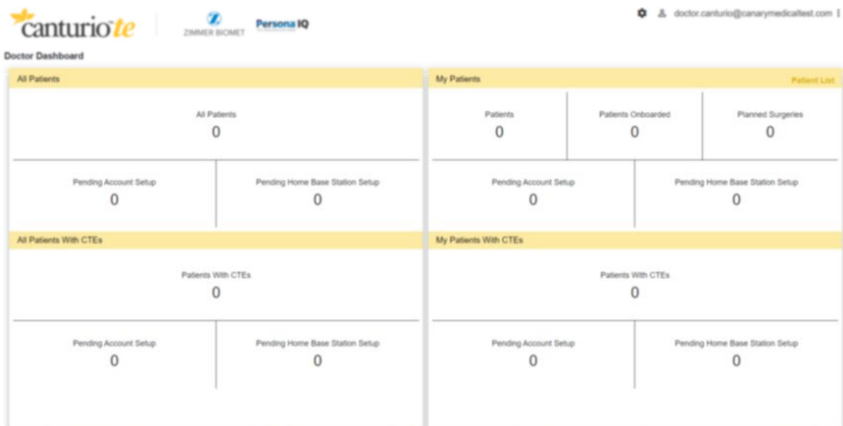 canturio te
ZIMMER BIOMET
Persona IQ
doctor.canturio@canarymedicaltest.com
Doctor Dashboard
All Patients
All Patients
0
Pending Account Setup
0
Pending Home Base Station Setup
0
My Patients
Patient List
Patients
0
Patients Onboarded
0
Planned Surgeries
0
Pending Account Setup
0
Pending Home Base Station Setup
0
All Patients With CTEs
Patients With CTEs
0
Pending Account Setup
0
Pending Home Base Station Setup
0
My Patients With CTEs
Patients With CTEs
0
Pending Account Setup
0
Pending Home Base Station Setup
0